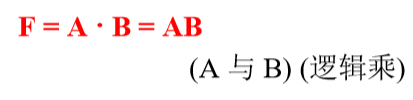 F = A · B = AB
(A 与 B) (逻辑乘)